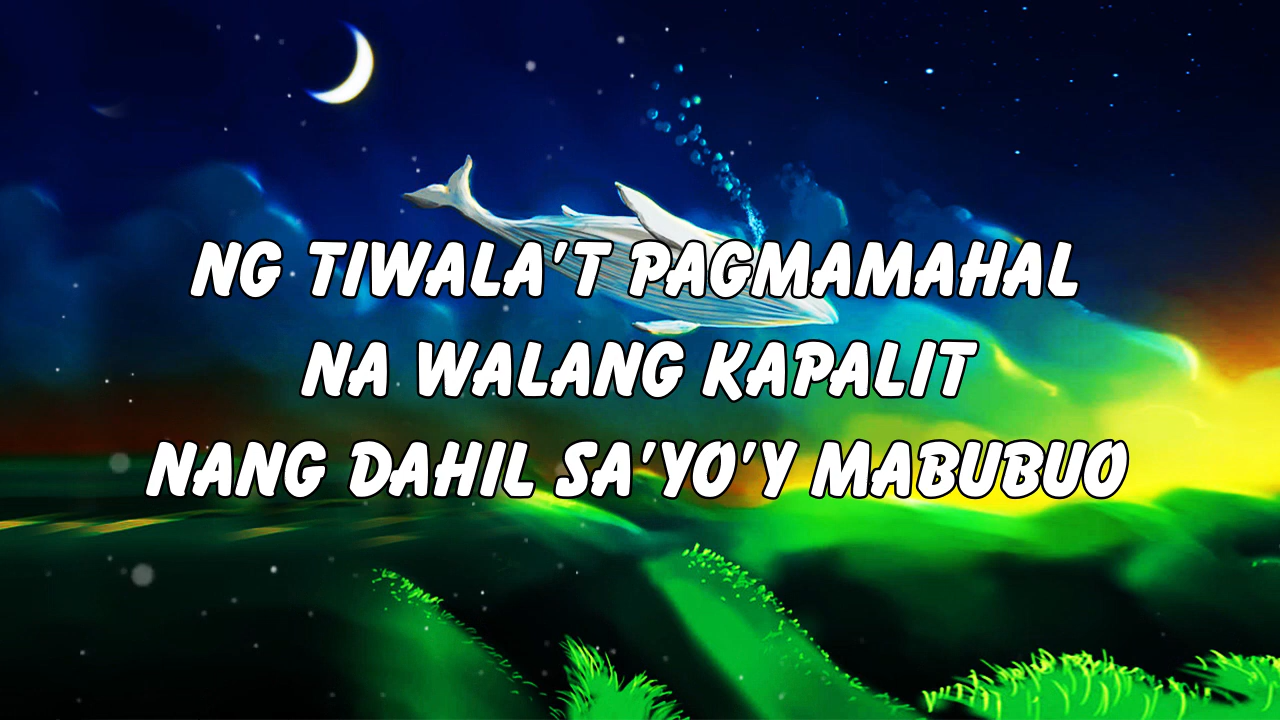 NG TIWALA'T PAGMAMAHAL
NA WALANG KAPALIT
NANG DAHIL SA'YO'Y MABUBUO